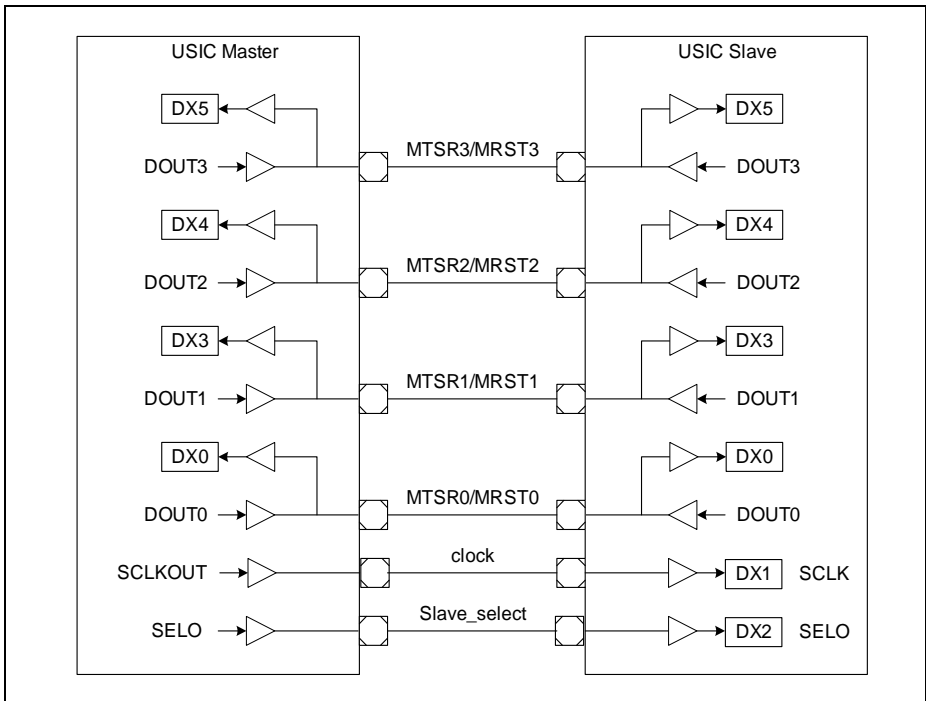 USIC Master
USIC Slave
DX5
DX5
MTSR3/MRST3
DOUT3
DOUT3
DX4
DX4
MTSR2/MRST2
DOUT2
DOUT2
DX3
DX3
MTSR1/MRST1
DOUT1
DOUT1
DX0
DX0
MTSR0/MRST0
DOUT0
DOUT0
clock
SCLKOUT
DX1 SCLK
Slave_select
SELO
DX2 SELO